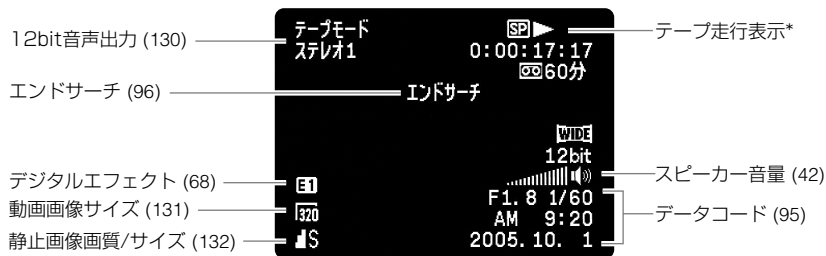 12bit音声出力 (130)
エンドサーチ (96)
デジタルエフェクト (68)
動画画像サイズ (131)
静止画像画質/サイズ (132)
テープモード
ステレオ1
SP
0:00:17:17
60分
エンドサーチ
WIDE
12bit
E1
320
S
F1.8 1/60
AM 9:20
2005.10. 1
テープ走行表示*
スピーカー音量 (42)
データコード (95)